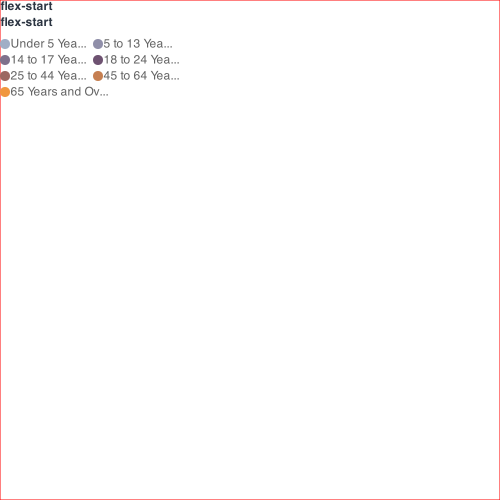 flex-start
flex-start
Under 5 Yea... 5 to 13 Yea...
14 to 17 Yea... 18 to 24 Yea...
25 to 44 Yea... 45 to 64 Yea...
65 Years and Ov...